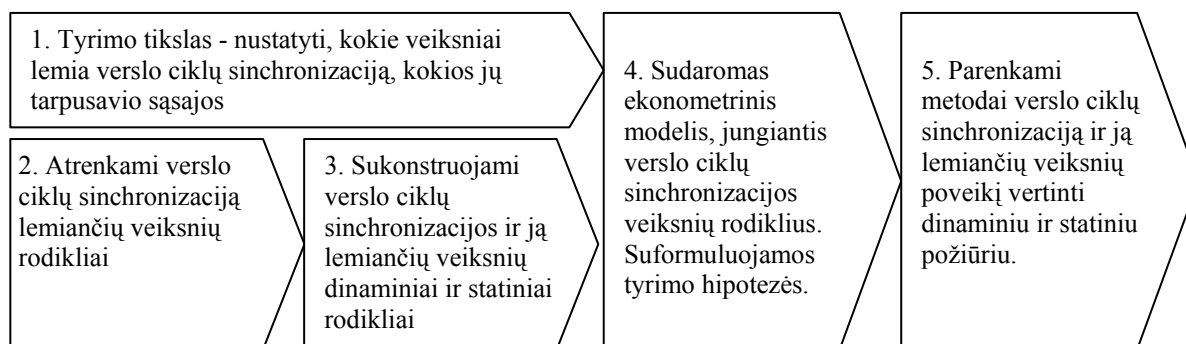 1. Tyrimo tikslas - nustatyti, kokie veiksniai
lemia verslo ciklų sinchronizaciją, kokios jų
tarpusavio sąsajos
2. Atrenkami verslo
ciklų sinchronizaciją
lemiančių veiksnių
rodikliai
3. Sukonstruojami
verslo ciklų
sinchronizacijos ir ją
lemiančių veiksnių
dinaminiai ir statiniai
rodikliai
4. Sudaromas
ekonometrinis
modelis, jungiantis
verslo ciklų
sinchronizacijos
veiksnių rodiklius.
Suformuluojamos
tyrimo hipotezės.
5. Parenkami
metodai verslo ciklų
sinchronizaciją ir ją
lemiančių veiksnių
poveikį vertinti
dinaminiu ir statiniu
požiūriu.